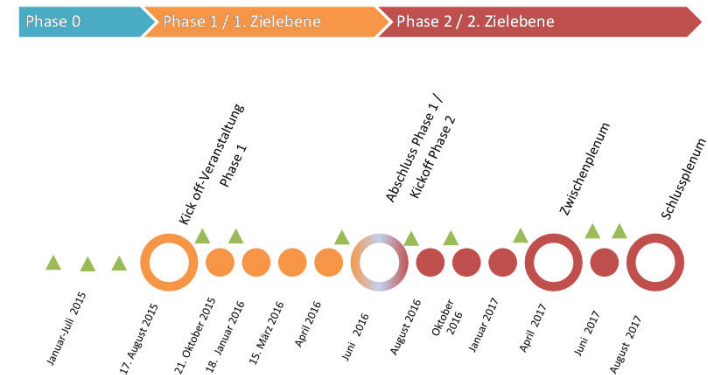 Phase 0
Phase 1 / 1. Zielebene
Phase 2 / 2. Zielebene
Kick off-Veranstaltung
Phase 1
Abschluss Phase 1 /
Kickoff Phase 2
Zwischenplenum
Schlussplenum
Januar-Juli 2015
17. August 2015
21. Oktober 2015
18. Januar 2016
15. März 2016
April 2016
Juni 2016
August 2016
Oktober
2016
Januar 2017
April 2017
Juni 2017
August 2017